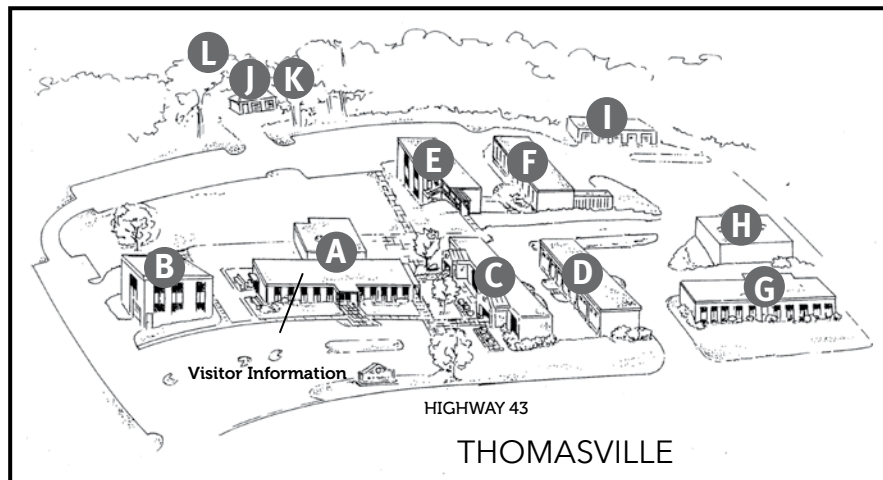 L
J K
I
E F
H
B A C D G
Visitor Information
HIGHWAY 43
THOMASVILLE